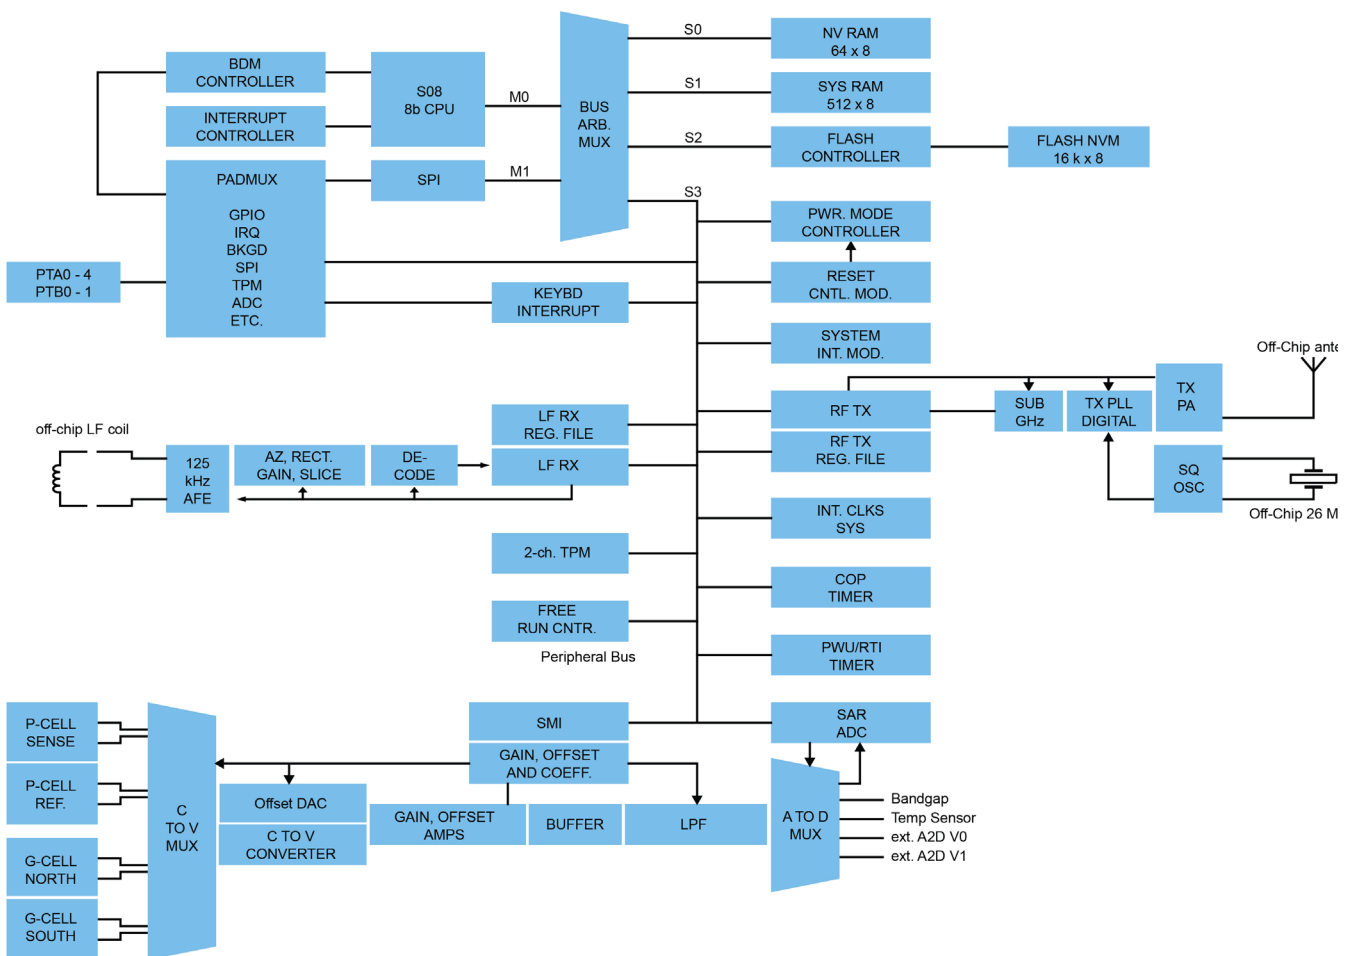 BDM
CONTROLLER
INTERRUPT
CONTROLLER
S08
8b CPU
M0
PADMUX
GPIO
IRQ
BKGD
SPI
TPM
ADC
ETC.
SPI
M1
PTA0 - 4
PTB0 - 1
KEYBD
INTERRUPT
BUS
ARB.
MUX
S0
S1
S2
S3
NV RAM
64 x 8
SYS RAM
512 x 8
FLASH
CONTROLLER
FLASH NVM
16 k x 8
PWR. MODE
CONTROLLER
RESET
CNTL. MOD.
SYSTEM
INT. MOD.
RF TX
RF TX
REG. FILE
SUB
GHz
TX PLL
DIGITAL
TX
PA
Off-Chip ante
SQ
OSC
Off-Chip 26 M
off-chip LF coil
125
kHz
AFE
AZ, RECT.
GAIN, SLICE
DE-
CODE
LF RX
REG. FILE
LF RX
INT. CLKS
SYS
2-ch. TPM
COP
TIMER
FREE
RUN CNTR.
Peripheral Bus
PWU/RTI
TIMER
P-CELL
SENSE
P-CELL
REF.
G-CELL
NORTH
G-CELL
SOUTH
C
TO V
MUX
Offset DAC
C TO V
CONVERTER
SMI
GAIN, OFFSET
AND COEFF.
GAIN, OFFSET
AMPS
BUFFER
LPF
SAR
ADC
A TO D
MUX
Bandgap
Temp Sensor
ext. A2D V0
ext. A2D V1